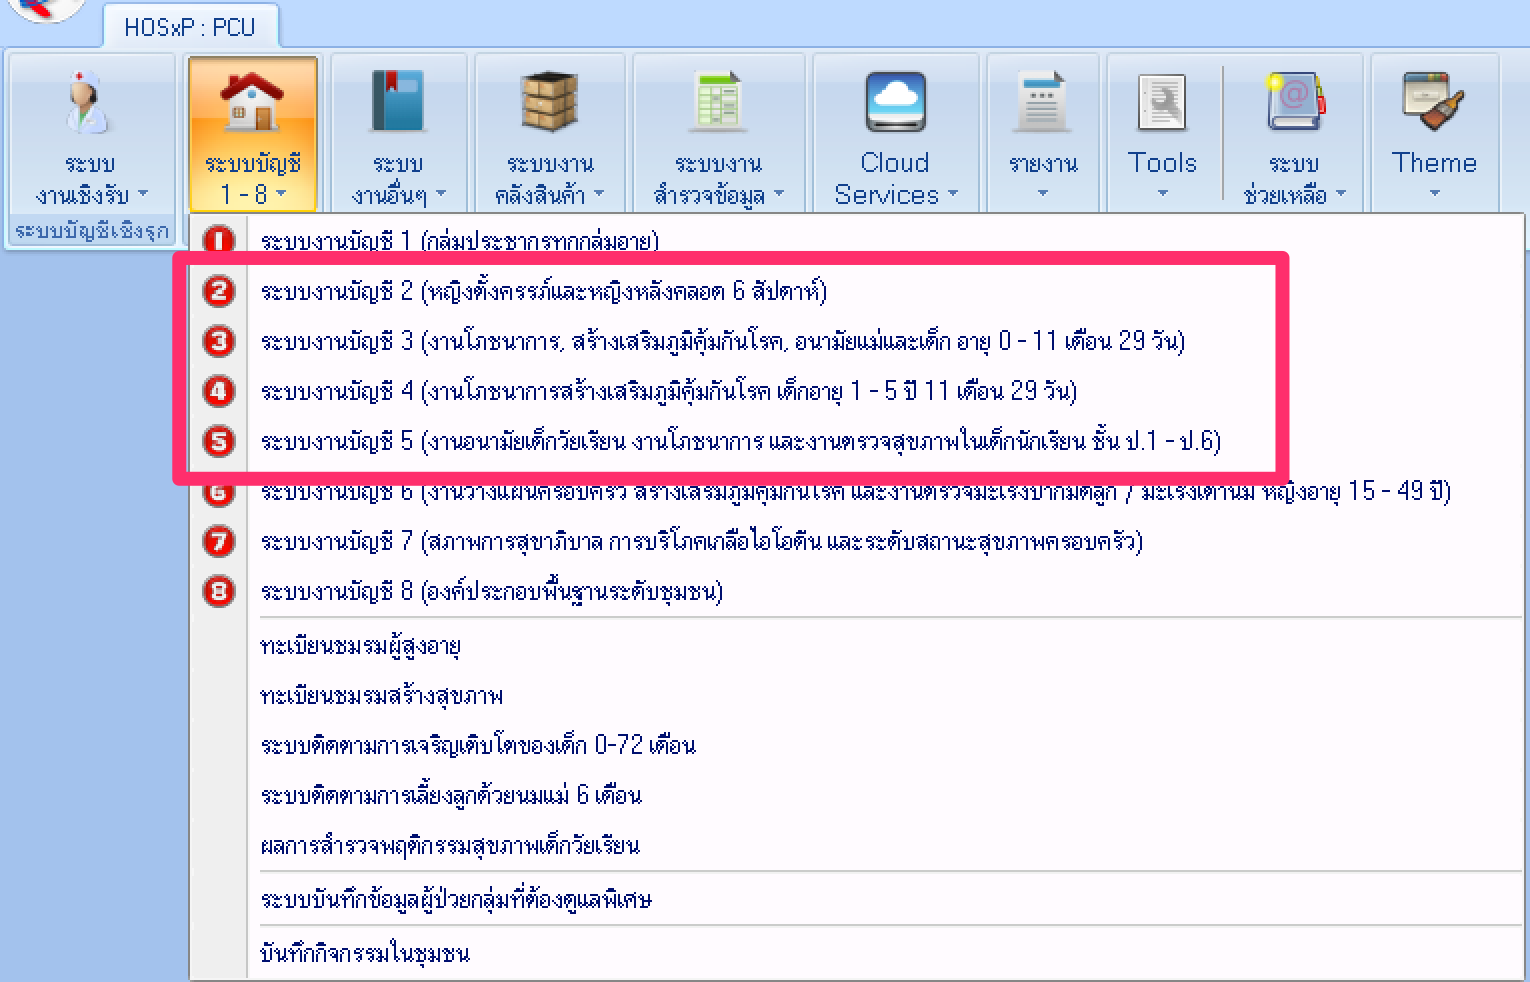 HOSxP : PCU
ระบบ
งานเชิงรับ
ระบบบัญชี
1 - 8
ระบบ
งานอื่นๆ
ระบบงาน
คลังสินค้า
ระบบงาน
สำรวจข้อมูล
Cloud
Services
รายงาน
Tools
ระบบ
ช่วยเหลือ
Theme
ระบบบัญชีเชิงรุก
1 ระบบงานบัญชี 1 (กลุ่มประชากรทุกกลุ่มอายุ)
2 ระบบงานบัญชี 2 (หญิงตั้งครรภ์และหญิงหลังคลอด 6 สัปดาห์)
3 ระบบงานบัญชี 3 (งานโภชนาการ, สร้างเสริมภูมิคุ้มกันโรค, อนามัยแม่และเด็ก อายุ 0 - 11 เดือน 29 วัน)
4 ระบบงานบัญชี 4 (งานโภชนาการสร้างเสริมภูมิคุ้มกันโรค เด็กอายุ 1 - 5 ปี 11 เดือน 29 วัน)
5 ระบบงานบัญชี 5 (งานอนามัยเด็กวัยเรียน งานโภชนาการ และงานตรวจสุขภาพในเด็กนักเรียน ชั้น ป.1 - ป.6)
6 ระบบงานบัญชี 6 (งานวางแผนครอบครัว สร้างเสริมภูมิคุ้มกันโรค และงานตรวจมะเร็งปากมดลูก / มะเร็งเต้านม หญิงอายุ 15 - 49 ปี)
7 ระบบงานบัญชี 7 (สภาพการสุขาภิบาล การบริโภคเกลือไอโอดีน และระดับสถานะสุขภาพครอบครัว)
8 ระบบงานบัญชี 8 (องค์ประกอบพื้นฐานระดับชุมชน)
ทะเบียนชมรมผู้สูงอายุ
ทะเบียนชมรมสร้างสุขภาพ
ระบบติดตามการเจริญเติบโตของเด็ก 0-72 เดือน
ระบบติดตามการเลี้ยงลูกด้วยนมแม่ 6 เดือน
ผลการสำรวจพฤติกรรมสุขภาพเด็กวัยเรียน
ระบบบันทึกข้อมูลผู้ป่วยกลุ่มที่ต้องดูแลพิเศษ
บันทึกกิจกรรมในชุมชน